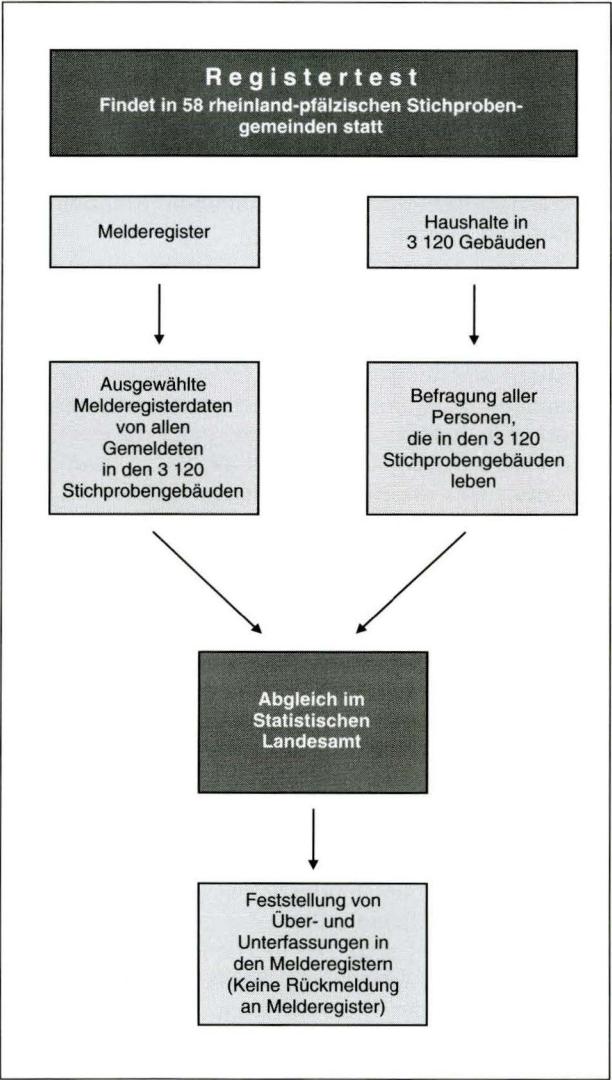 Registertest
Findet in 58 rheinland-pfälzischen Stichproben-
gemeinden statt
Melderegister
Haushalte in
3 120 Gebäuden
Ausgewählte
Melderegisterdaten
von allen
Gemeldeten
in den 3 120
Stichprobengebäuden
Befragung aller
Personen,
die in den 3 120
Stichprobengebäuden
leben
Abgleich im
Statistischen
Landesamt
Feststellung von
Über- und
Unterfassungen in
den Melderegistern
(Keine Rückmeldung
an Melderegister)